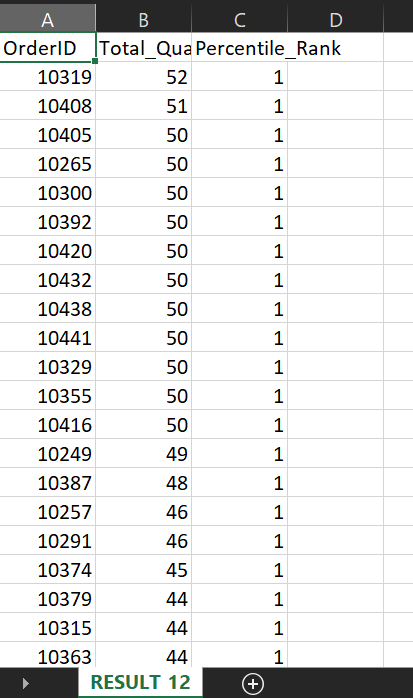 A B C D
OrderID Total_Qua Percentile_Rank
10319 52 1
10408 51 1
10405 50 1
10265 50 1
10300 50 1
10392 50 1
10420 50 1
10432 50 1
10438 50 1
10441 50 1
10329 50 1
10355 50 1
10416 50 1
10249 49 1
10387 48 1
10257 46 1
10291 46 1
10374 45 1
10379 44 1
10315 44 1
10363 44 1
RESULT 12